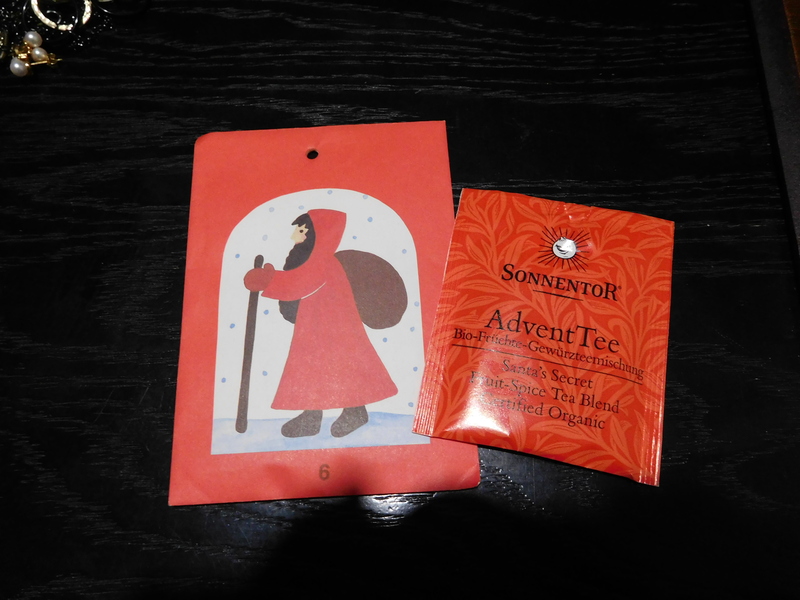 6
SONNENTOR®
AdventTee
Bio-Früchte-Gewürzteemischung
Santa's Secret
Fruit-Spice Tea Blend
Certified Organic